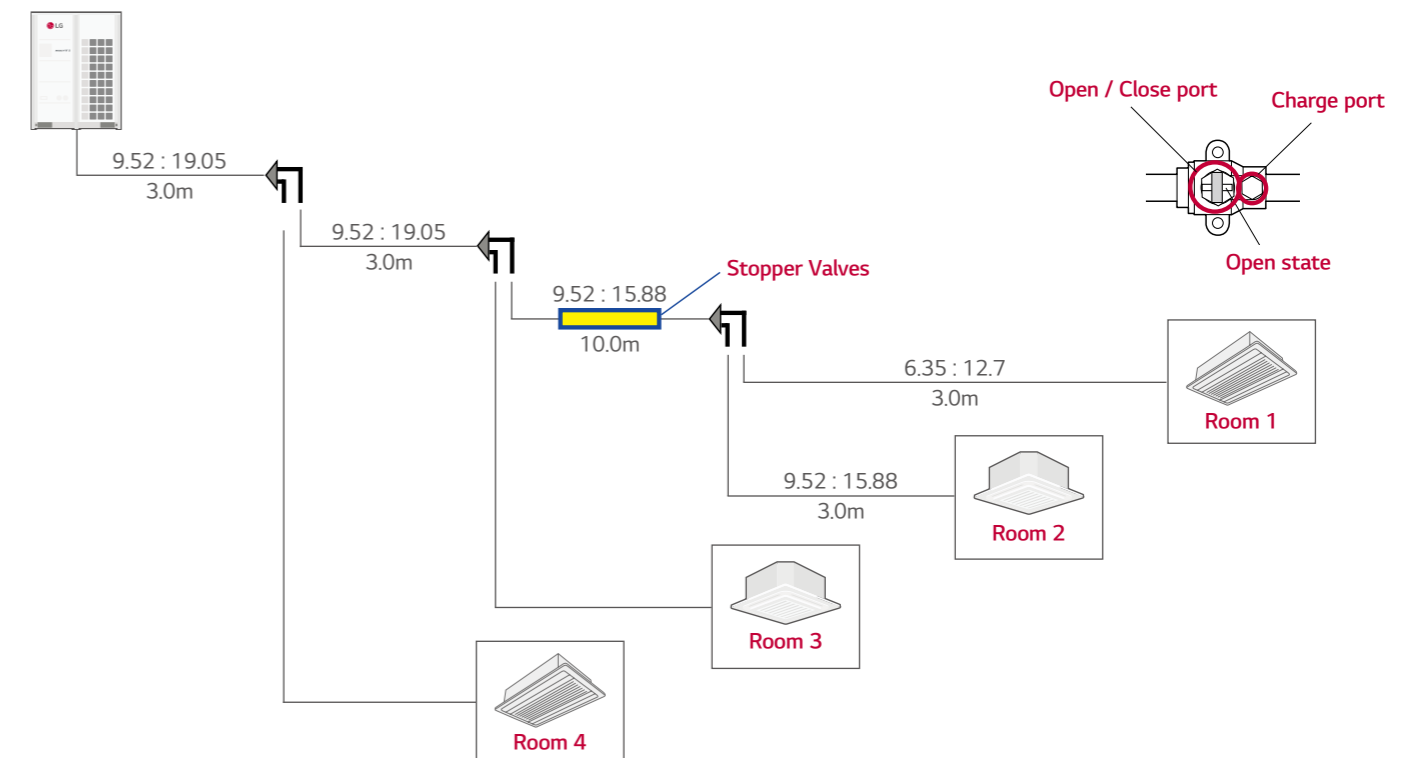 LG
Open / Close port
Charge port
9.52 : 19.05
3.0m
9.52 : 19.05
3.0m
Open state
Stopper Valves
9.52 : 15.88
10.0m
6.35 : 12.7
3.0m
Room 1
9.52 : 15.88
3.0m
Room 2
Room 3
Room 4